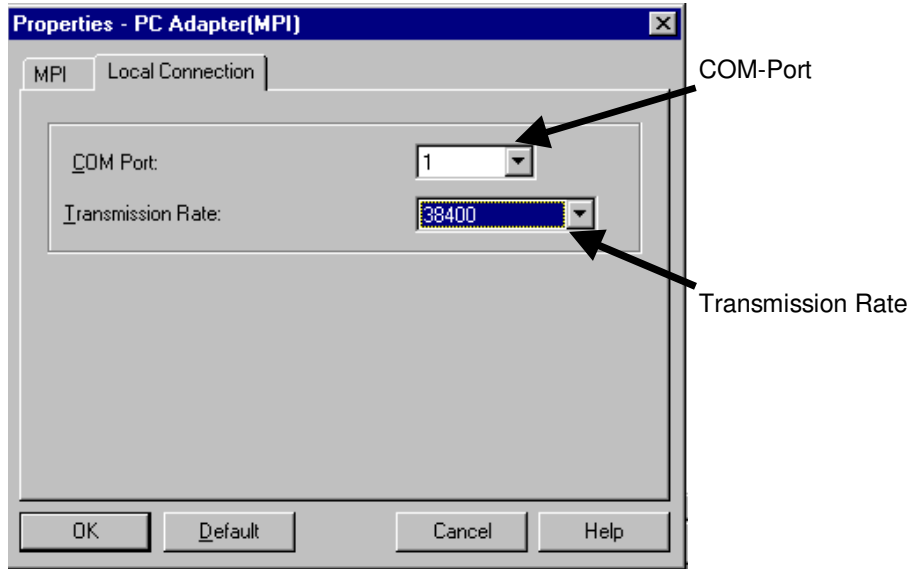 Properties - PC Adapter(MPI)
MPI Local Connection
COM-Port
COM Port: 1
Transmission Rate: 38400
Transmission Rate
OK Default Cancel Help